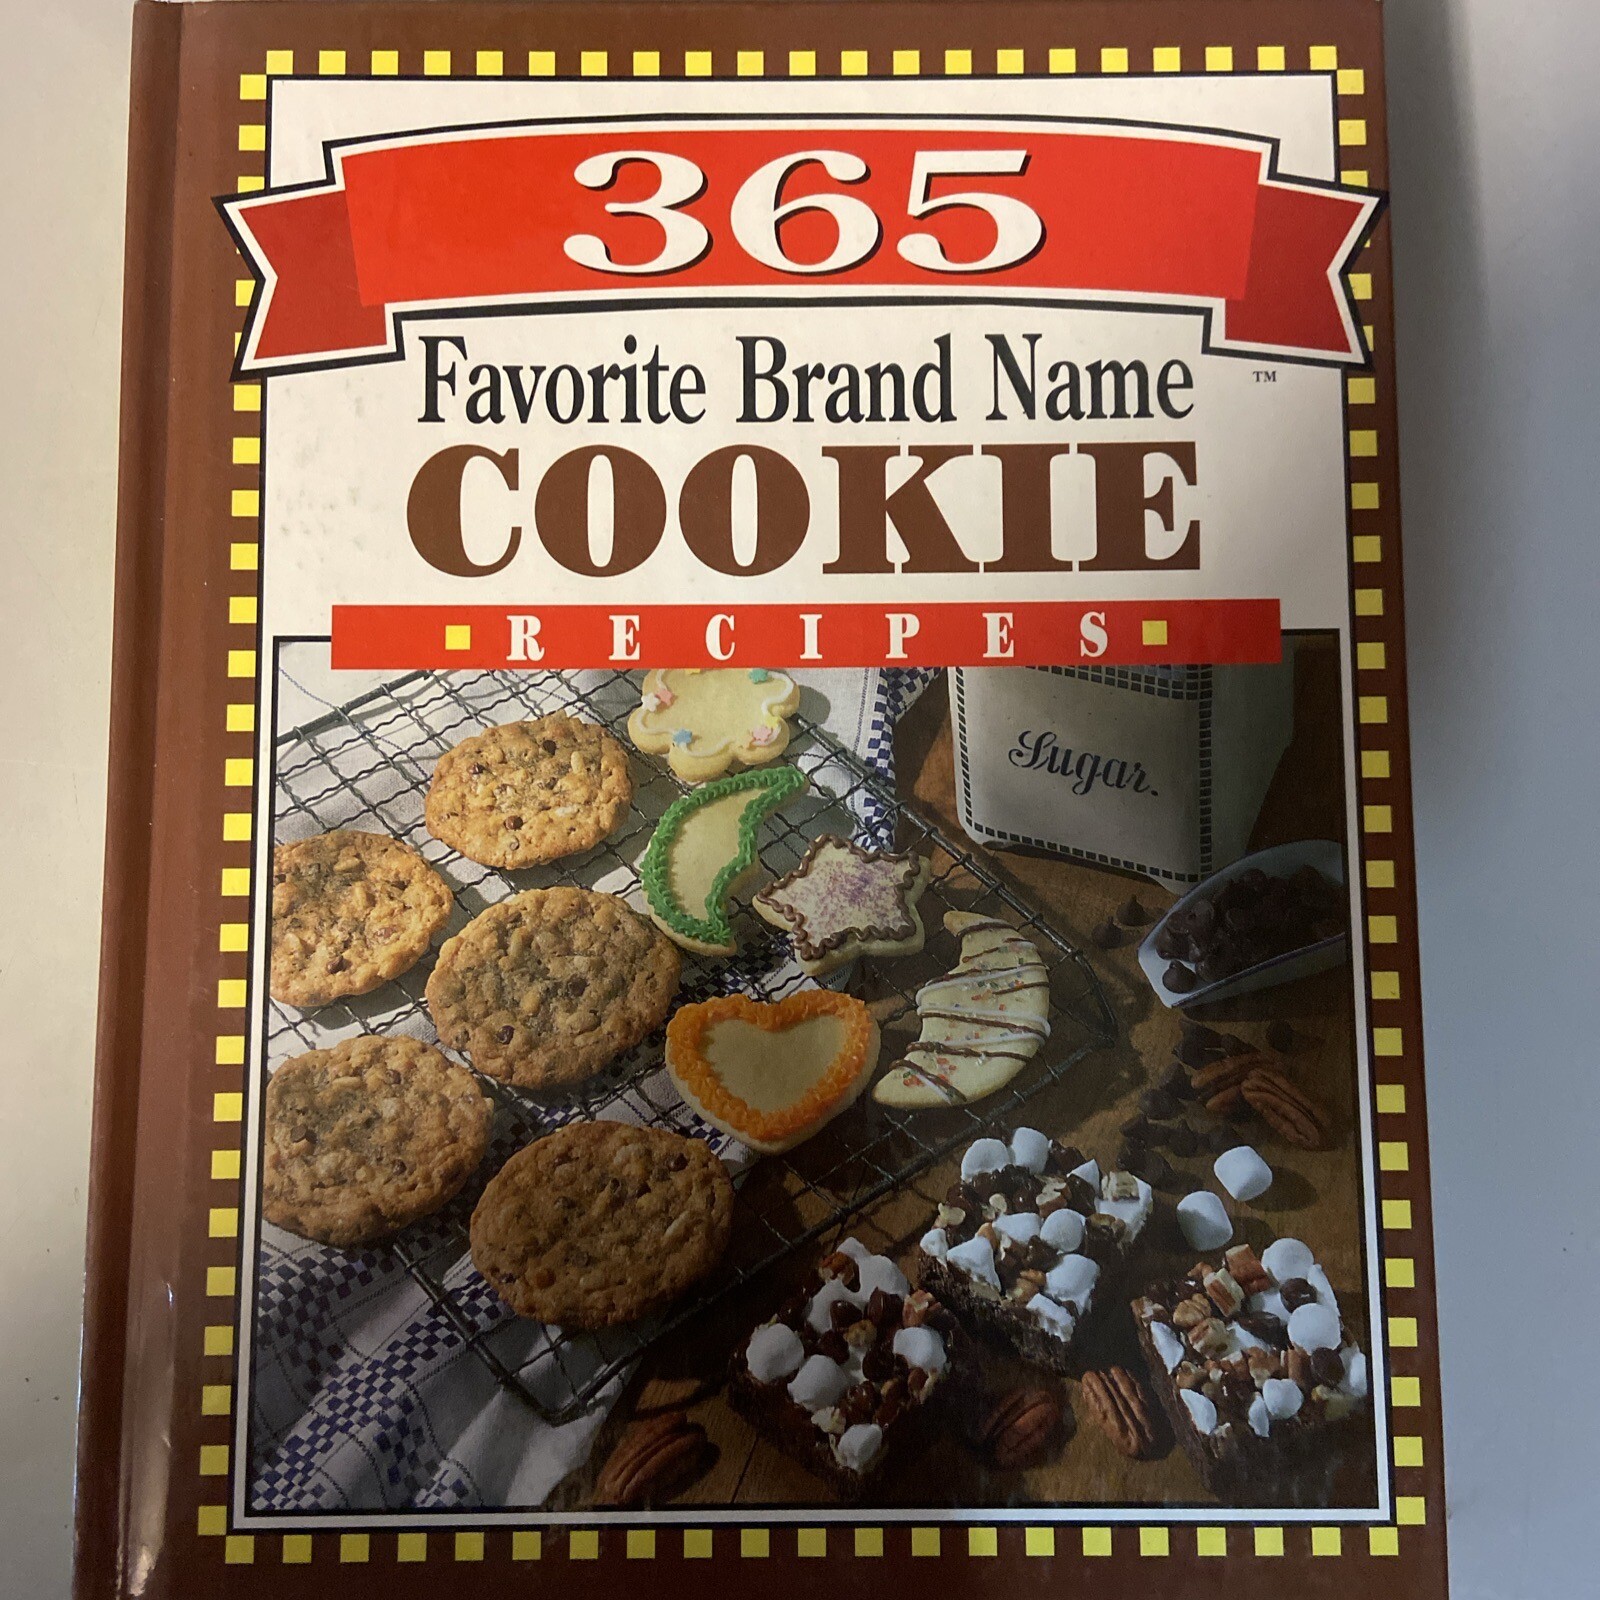 365
Favorite Brand Name ™
COOKIE
RECIPES
Sugar.